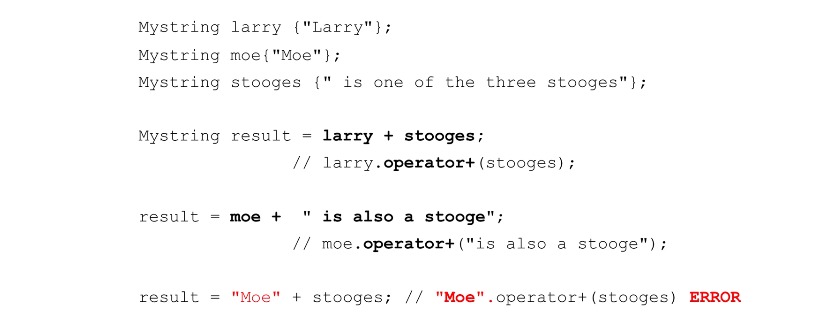 Mystring larry {"Larry"};
Mystring moe{"Moe"};
Mystring stooges {" is one of the three stooges"};
Mystring result = larry + stooges;
// larry.operator+(stooges);
result = moe + " is also a stooge";
// moe.operator+("is also a stooge");
result = "Moe" + stooges; // "Moe".operator+(stooges) ERROR